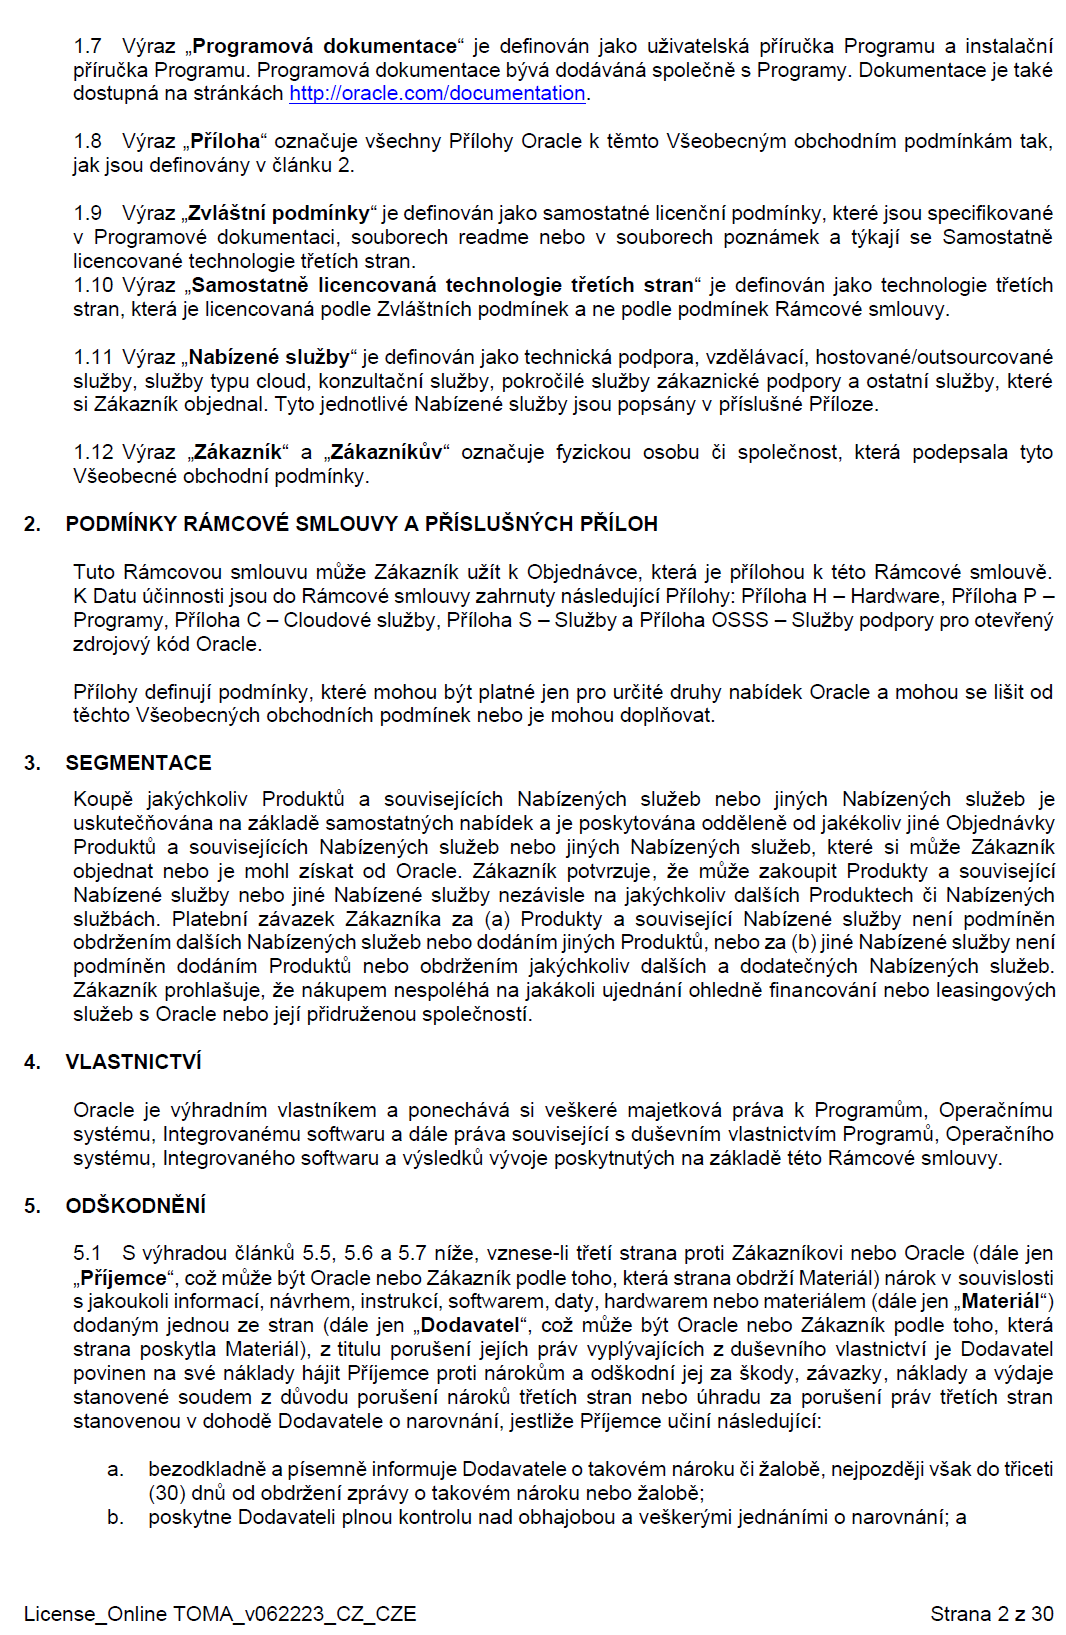 1.7 Výraz „Programová dokumentace“ je definován jako uživatelská příručka Programu a instalační
příručka Programu. Programová dokumentace bývá dodáváná společně s Programy. Dokumentace je také
dostupná na stránkách http://oracle.com/documentation.
1.8 Výraz „Příloha“ označuje všechny Přílohy Oracle k těmto Všeobecným obchodním podmínkám tak,
jak jsou definovány v článku 2.
1.9 Výraz „Zvláštní podmínky“ je definován jako samostatné licenční podmínky, které jsou specifikované
v Programové dokumentaci, souborech readme nebo v souborech poznámek a týkají se Samostatně
licencované technologie třetích stran.
1.10 Výraz „Samostatně licencovaná technologie třetích stran“ je definován jako technologie třetích
stran, která je licencovaná podle Zvláštních podmínek a ne podle podmínek Rámcové smlouvy.
1.11 Výraz „Nabízené služby“ je definován jako technická podpora, vzdělávací, hostované/outsourcované
služby, služby typu cloud, konzultační služby, pokročilé služby zákaznické podpory a ostatní služby, které
si Zákazník objednal. Tyto jednotlivé Nabízené služby jsou popsány v příslušné Příloze.
1.12 Výraz „Zákazník“ a „Zákazníkův“ označuje fyzickou osobu či společnost, která podepsala tyto
Všeobecné obchodní podmínky.
2. PODMÍNKY RÁMCOVÉ SMLOUVY A PŘÍSLUŠNÝCH PŘÍLOH
Tuto Rámcovou smlouvu může Zákazník užít k Objednávce, která je přílohou k této Rámcové smlouvě.
K Datu účinnosti jsou do Rámcové smlouvy zahrnuty následující Přílohy: Příloha H – Hardware, Příloha P –
Programy, Příloha C – Cloudové služby, Příloha S – Služby a Příloha OSSS – Služby podpory pro otevřený
zdrojový kód Oracle.
Přílohy definují podmínky, které mohou být platné jen pro určité druhy nabídek Oracle a mohou se lišit od
těchto Všeobecných obchodních podmínek nebo je mohou doplňovat.
3. SEGMENTACE
Koupě jakýchkoliv Produktů a souvisejících Nabízených služeb nebo jiných Nabízených služeb je
uskutečňována na základě samostatných nabídek a je poskytována odděleně od jakékoliv jiné Objednávky
Produktů a souvisejících Nabízených služeb nebo jiných Nabízených služeb, které si může Zákazník
objednat nebo je mohl získat od Oracle. Zákazník potvrzuje, že může zakoupit Produkty a související
Nabízené služby nebo jiné Nabízené služby nezávisle na jakýchkoliv dalších Produktech či Nabízených
službách. Platební závazek Zákazníka za (a) Produkty a související Nabízené služby není podmíněn
obdržením dalších Nabízených služeb nebo dodáním jiných Produktů, nebo za (b) jiné Nabízené služby není
podmíněn dodáním Produktů nebo obdržením jakýchkoliv dalších a dodatečných Nabízených služeb.
Zákazník prohlašuje, že nákupem nespoléhá na jakákoli ujednání ohledně financování nebo leasingových
služeb s Oracle nebo její přidruženou společností.
4. VLASTNICTVÍ
Oracle je výhradním vlastníkem a ponechává si veškeré majetková práva k Programům, Operačnímu
systému, Integrovanému softwaru a dále práva související s duševním vlastnictvím Programů, Operačního
systému, Integrovaného softwaru a výsledků vývoje poskytnutých na základě této Rámcové smlouvy.
5. ODŠKODNĚNÍ
5.1 S výhradou článků 5.5, 5.6 a 5.7 níže, vznese-li třetí strana proti Zákazníkovi nebo Oracle (dále jen
„Příjemce“, což může být Oracle nebo Zákazník podle toho, která strana obdrží Materiál) nárok v souvislosti
s jakoukoli informací, návrhem, instrukcí, softwarem, daty, hardwarem nebo materiálem (dále jen „Materiál“)
dodaným jednou ze stran (dále jen „Dodavatel“, což může být Oracle nebo Zákazník podle toho, která
strana poskytla Materiál), z titulu porušení jejích práv vyplývajících z duševního vlastnictví je Dodavatel
povinen na své náklady hájit Příjemce proti nárokům a odškodní jej za škody, závazky, náklady a výdaje
stanovené soudem z důvodu porušení nároků třetích stran nebo úhradu za porušení práv třetích stran
stanovenou v dohodě Dodavatele o narovnání, jestliže Příjemce učiní následující:
a. bezodkladně a písemně informuje Dodavatele o takovém nároku či žalobě, nejpozději však do třiceti
(30) dnů od obdržení zprávy o takovém nároku nebo žalobě;
b. poskytne Dodavateli plnou kontrolu nad obhajobou a veškerými jednáními o narovnání; a
License_Online TOMA_v062223_CZ_CZE Strana 2 z 30